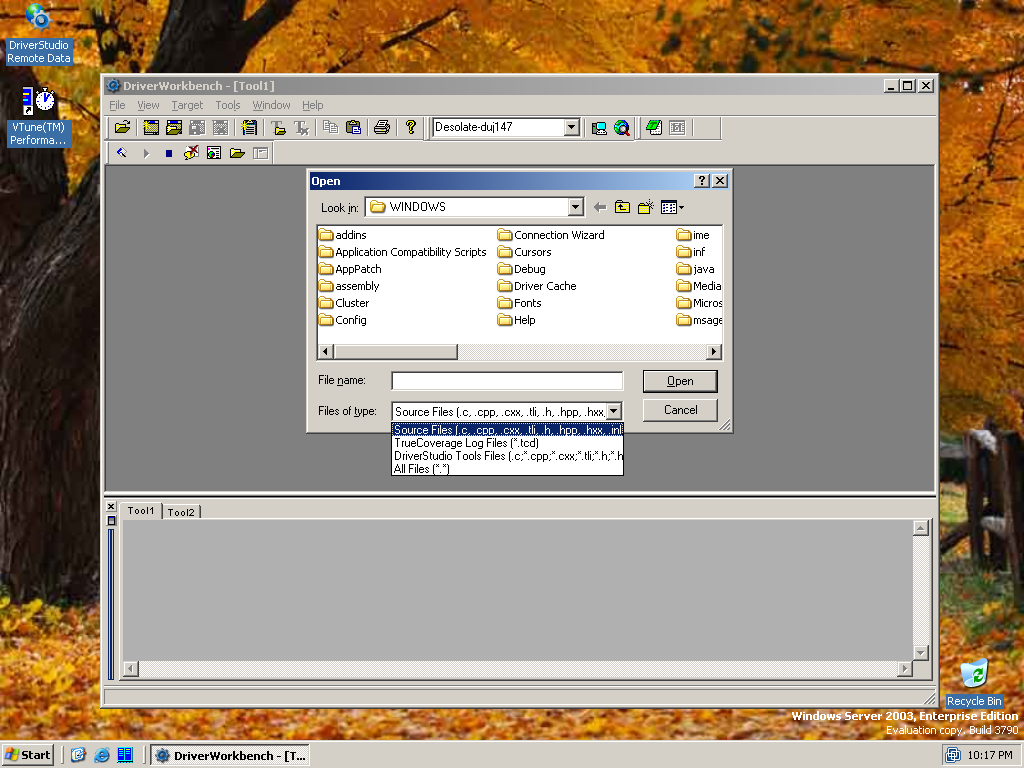 DriverStudio
Remote Data
VTune(TM)
Performa...
DriverWorkbench - [Tool1]
File View Target Tools Window Help
Desolate-duj147
Open
Look in: WINDOWS
addins
Application Compatibility Scripts
AppPatch
assembly
Cluster
Config
Connection Wizard
Cursors
Debug
Driver Cache
Fonts
Help
ime
inf
java
Media
Micros
msage
File name:
Open
Files of type: Source Files (.c, .cpp, .cxx, .tli, .h, .hpp, .hxx,
Cancel
Source Files (.c, .cpp, .cxx, .tli, .h, .hpp, .hxx, .inl
TrueCoverage Log Files (*.tcd)
DriverStudio Tools Files (.c;*.cpp;*.cxx;*.tli;*.h;*.h
All Files (*.*)
Tool1 Tool2
Recycle Bin
Windows Server 2003, Enterprise Edition
Evaluation copy. Build 3790
Start DriverWorkbench - [T... 10:17 PM